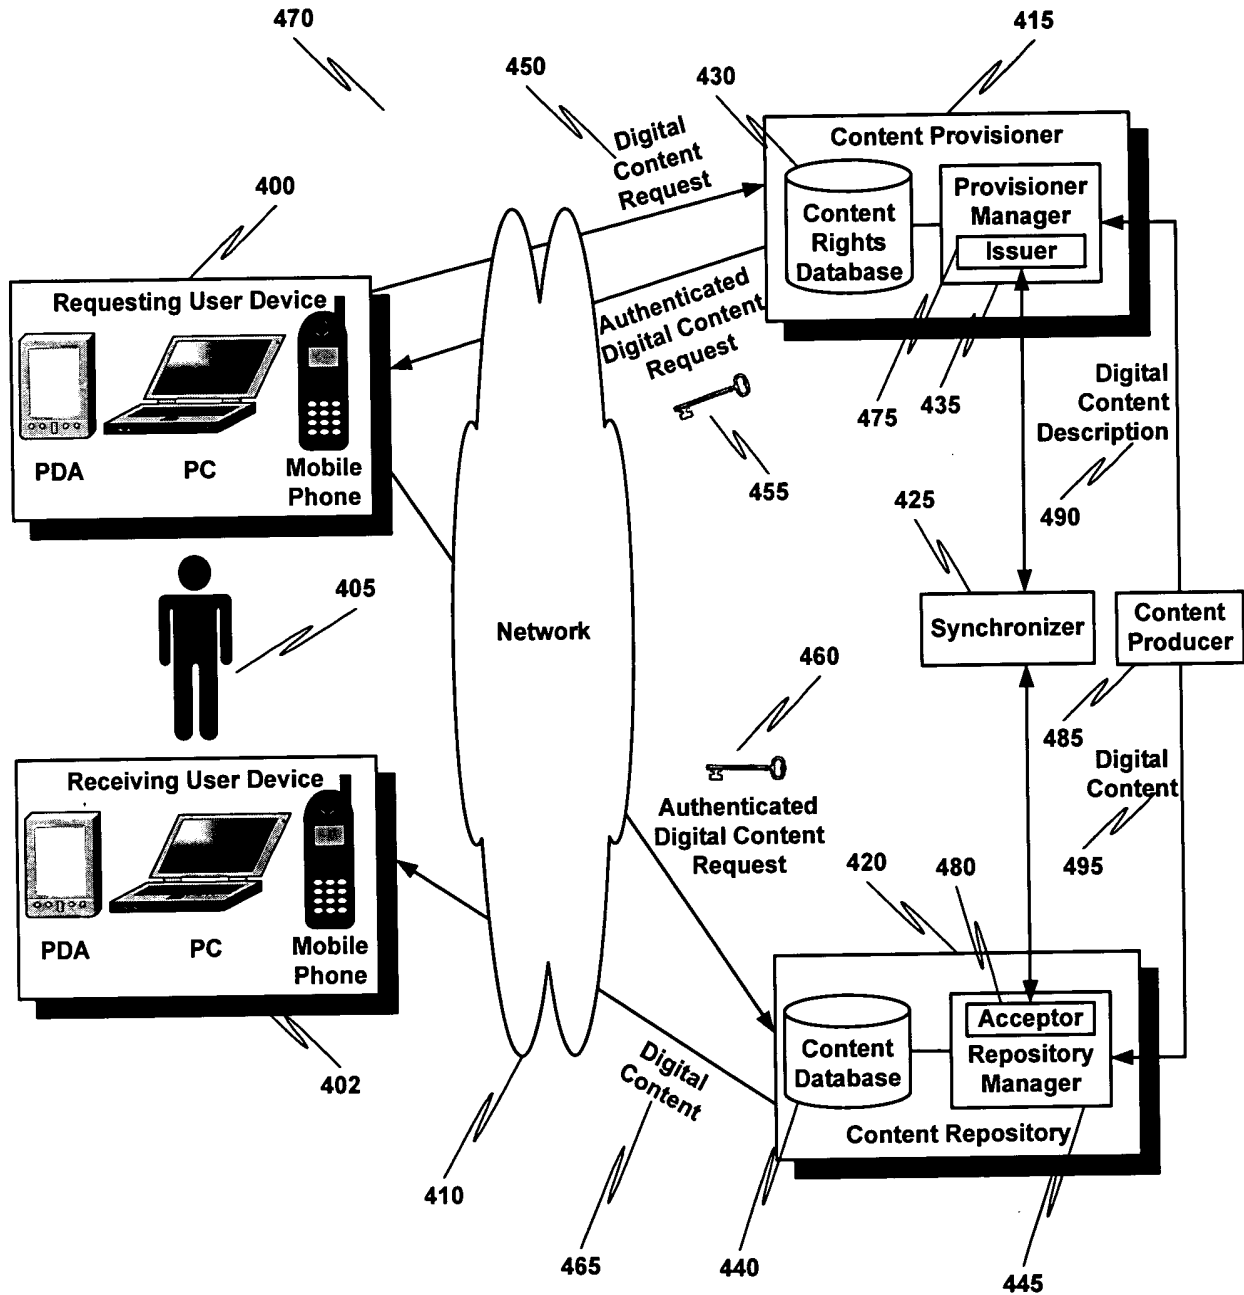 470
415
450
430
Digital
Content
Request
Content Provisioner
400
Provisioner
Manager
Issuer
Content
Rights
Database
Requesting User Device
PDA
PC
Mobile
Phone
Authenticated
Digital Content
Request
475
435
455
Digital
Content
Description
490
425
405
Network
Synchronizer
Content
Producer
460
485
Receiving User Device
PDA
PC
Mobile
Phone
Authenticated
Digital Content
Request
Digital
Content
420
480
495
402
Digital
Content
Content
Database
Acceptor
Repository
Manager
Content Repository
410
465
440
445